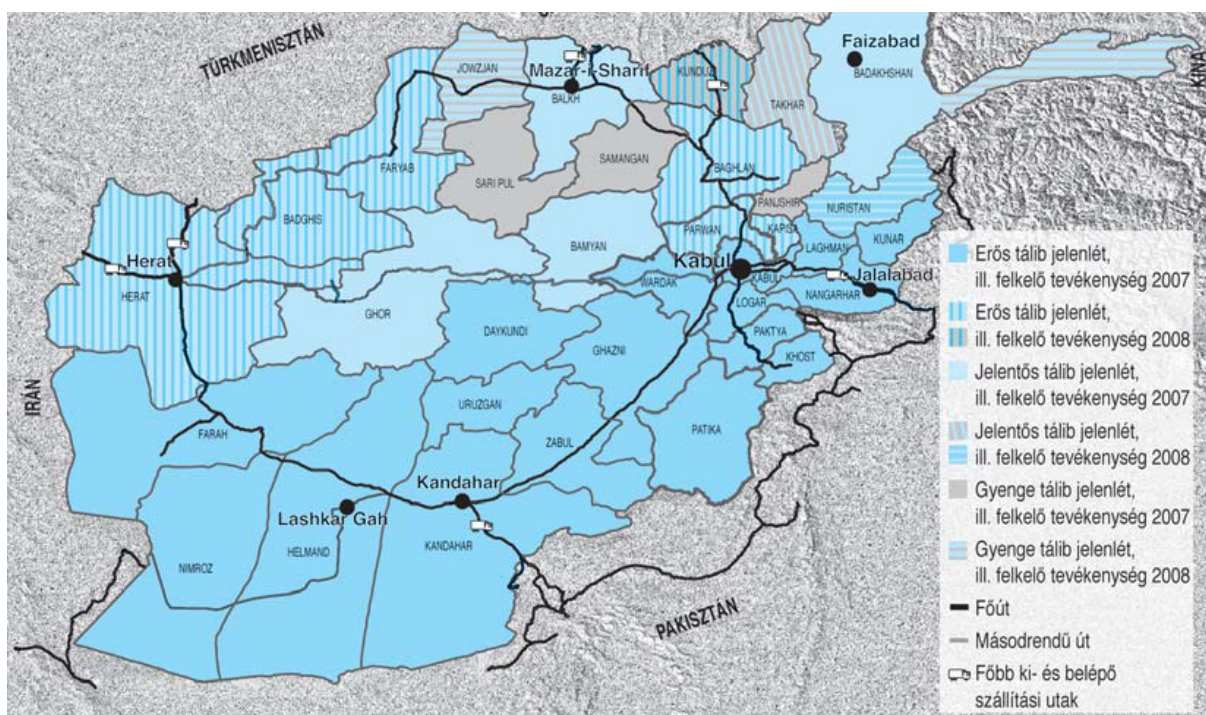 TÜRKMENISZTÁN
KÍNA
IRÁN
PAKISZTÁN
Faizabad
BADAKHSHAN
JOWZJAN
Mazar-i-Sharif
BALKH
KUNDUZ
TAKHAR
FARYAB
SARI PUL
SAMANGAN
BAGHLAN
PANJSHIR
NURISTAN
BADGHIS
BAMYAN
PARWAN
KAPISA
LAGHMAN
KUNAR
Herat
HERAT
Kabul
KABUL
Jalalabad
NANGARHAR
WARDAK
LOGAR
GHOR
DAYKUNDI
GHAZNI
PAKTYA
KHOST
URUZGAN
ZABUL
PATIKA
FARAH
Kandahar
KANDAHAR
Lashkar Gah
HELMAND
NIMROZ
Erős tálib jelenlét,
ill. felkelő tevékenység 2007
Erős tálib jelenlét,
ill. felkelő tevékenység 2008
Jelentős tálib jelenlét,
ill. felkelő tevékenység 2007
Jelentős tálib jelenlét,
ill. felkelő tevékenység 2008
Gyenge tálib jelenlét,
ill. felkelő tevékenység 2007
Gyenge tálib jelenlét,
ill. felkelő tevékenység 2008
Főút
Másodrendű út
Főbb ki- és belépő
szállítási utak